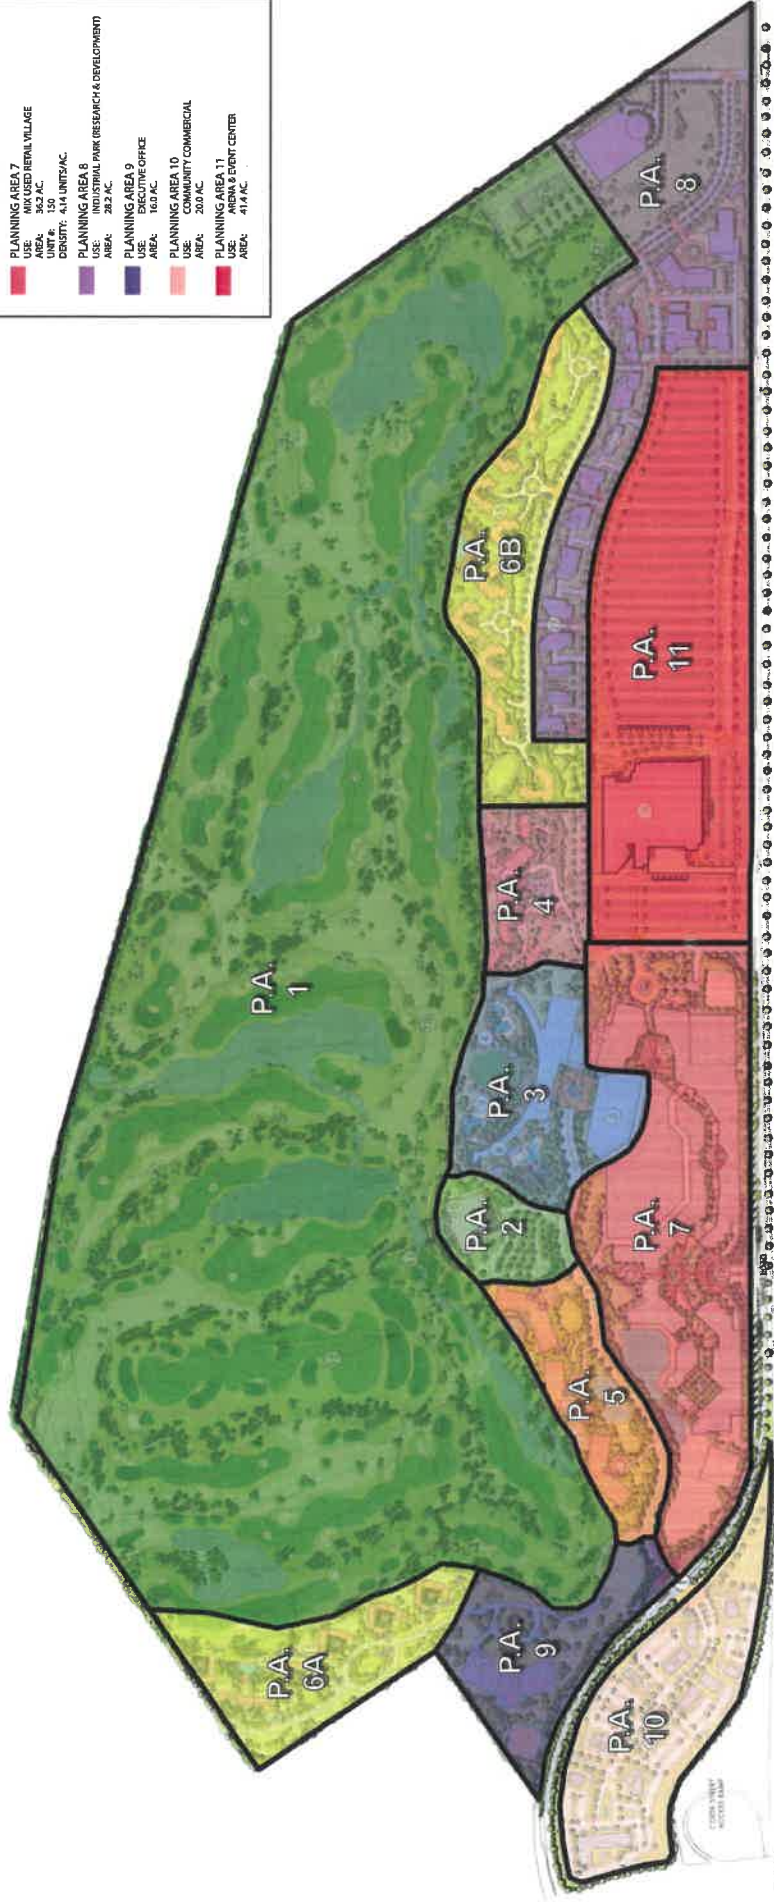 PLANNING AREA 7
USE: MIX USED RETAIL VILLAGE
AREA: 36.2 AC.
UNIT #: 150
DENSITY: 4.14 UNITS/AC.
PLANNING AREA 8
USE: INDUSTRIAL PARK (RESEARCH & DEVELOPMENT)
AREA: 28.2 AC.
PLANNING AREA 9
USE: EXECUTIVE OFFICE
AREA: 16.0 AC.
PLANNING AREA 10
USE: COMMUNITY COMMERCIAL
AREA: 20.0 AC.
PLANNING AREA 11
USE: ARENA & EVENT CENTER
AREA: 41.4 AC.
P.A.
8
P.A.
6B
P.A.
11
P.A.
4
P.A.
1
P.A.
3
P.A.
2
P.A.
7
P.A.
5
P.A.
6A
P.A.
9
P.A.
10
STREET
ACCESS RAMP